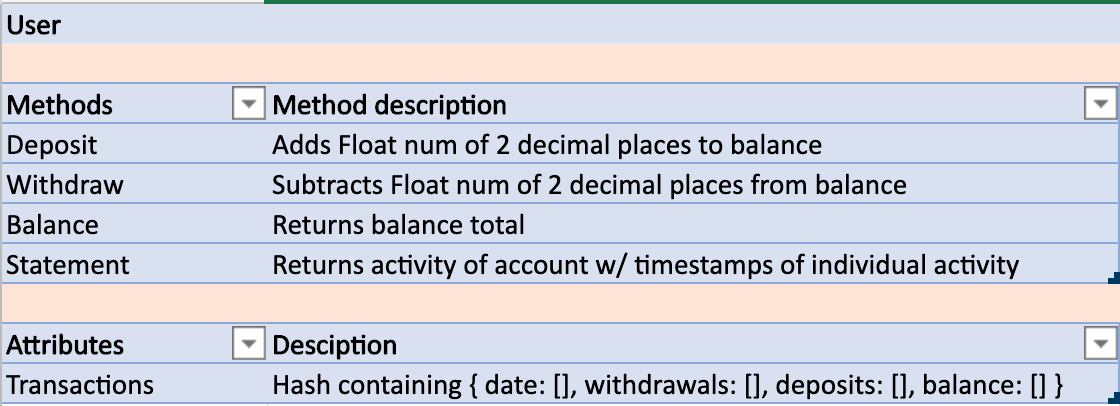 User
Methods Method description
Deposit Adds Float num of 2 decimal places to balance
Withdraw Subtracts Float num of 2 decimal places from balance
Balance Returns balance total
Statement Returns activity of account w/ timestamps of individual activity
Attributes Desciption
Transactions Hash containing { date: [], withdrawals: [], deposits: [], balance: [] }